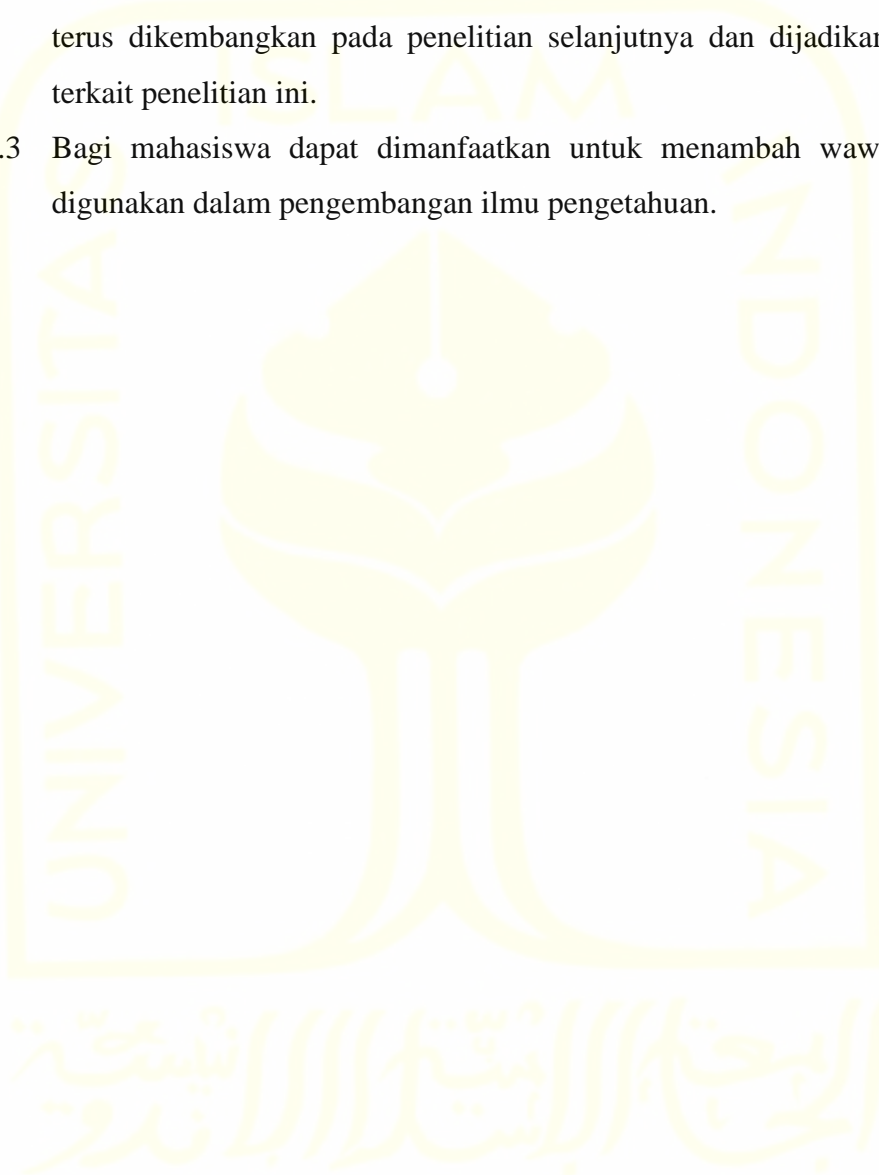 ISLAM
terus dikembangkan pada penelitian selanjutnya dan dijadikan
terkait penelitian ini.
.3 Bagi mahasiswa dapat dimanfaatkan untuk menambah waw
digunakan dalam pengembangan ilmu pengetahuan.
UNIVERSITAS
INDONESIA